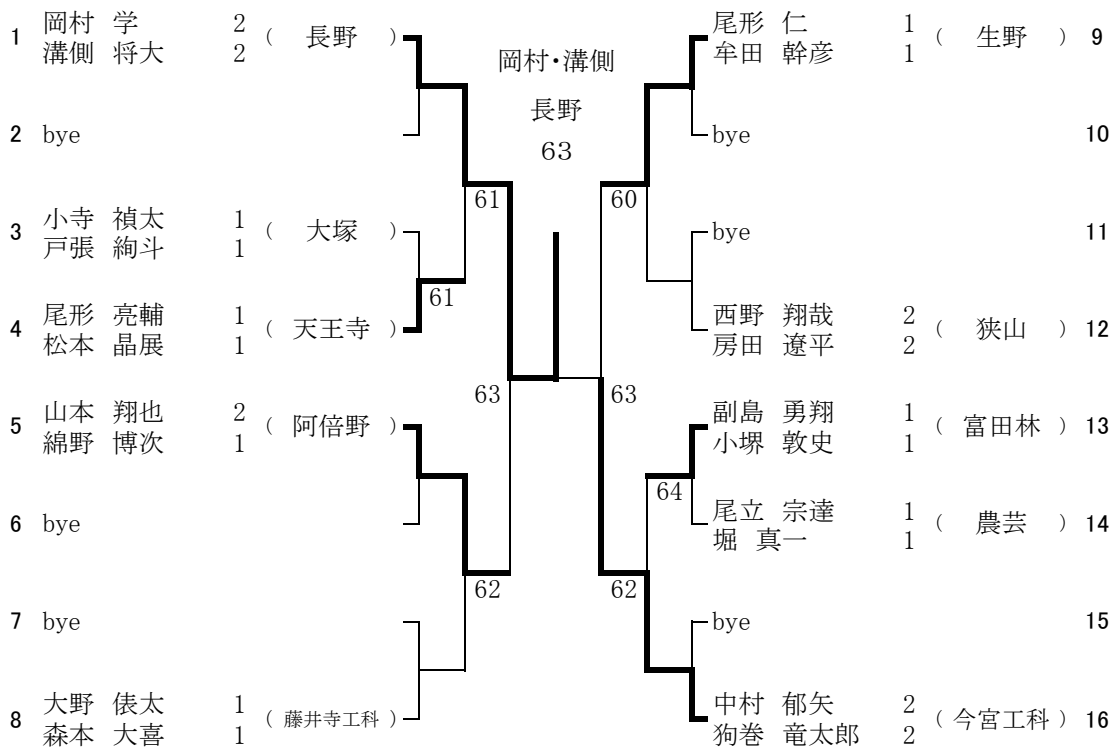 1 岡村 学 2 ( 長野 )
溝側 将大 2
2 bye
3 小寺 禎太 1 ( 大塚 )
戸張 絢斗 1
4 尾形 亮輔 1 ( 天王寺 )
松本 晶展 1
5 山本 翔也 2 ( 阿倍野 )
綿野 博次 1
6 bye
7 bye
8 大野 俵太 1 ( 藤井寺工科 )
森本 大喜 1
61
61
63
62
岡村・溝側
長野
63
60
63
64
62
尾形 仁 1 ( 生野 ) 9
牟田 幹彦 1
bye 10
bye 11
西野 翔哉 2 ( 狭山 ) 12
房田 遼平 2
副島 勇翔 1 ( 富田林 ) 13
小堺 敦史 1
尾立 宗達 1 ( 農芸 ) 14
堀 真一 1
bye 15
中村 郁矢 2 ( 今宮工科 ) 16
狗巻 竜太郎 2